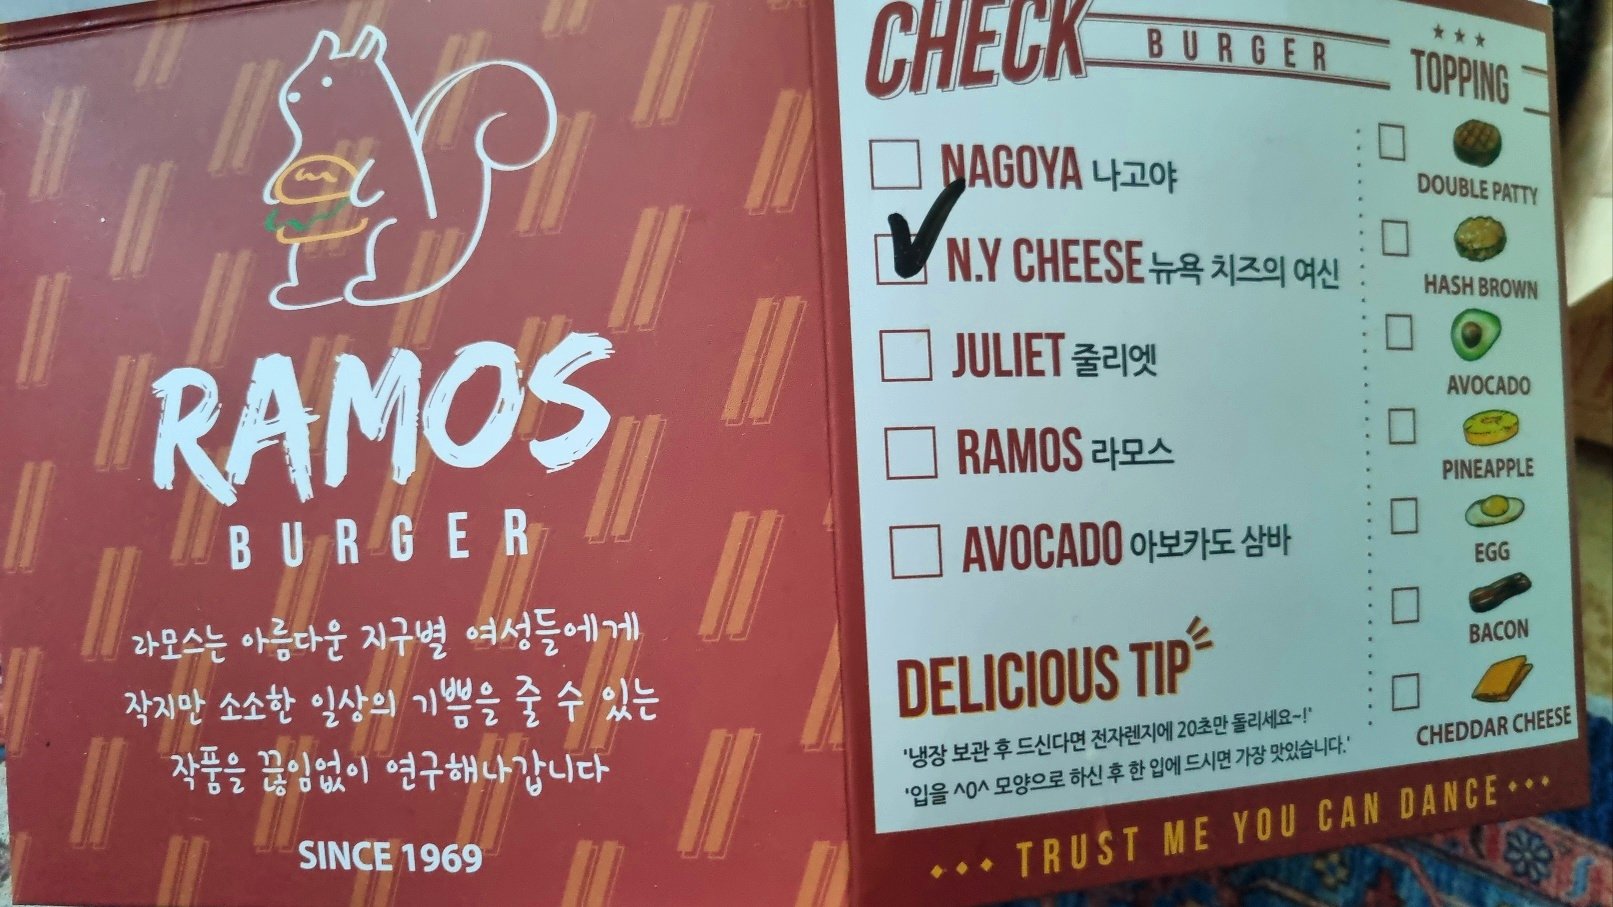 RAMOS
BURGER
라모스는 아름다운 지구별 여성들에게
작지만 소소한 일상의 기쁨을 줄 수 있는
작품을 끊임없이 연구해나갑니다
SINCE 1969
CHECK BURGER
NAGOYA 나고야
N.Y CHEESE 뉴욕 치즈의 여신
JULIET 줄리엣
RAMOS 라모스
AVOCADO 아보카도 삼바
TOPPING
DOUBLE PATTY
HASH BROWN
AVOCADO
PINEAPPLE
EGG
BACON
CHEDDAR CHEESE
DELICIOUS TIP
'냉장 보관 후 드신다면 전자렌지에 20초만 돌리세요~!'
'입을 ^0^ 모양으로 하신 후 한 입에 드시면 가장 맛있습니다.'
TRUST ME YOU CAN DANCE